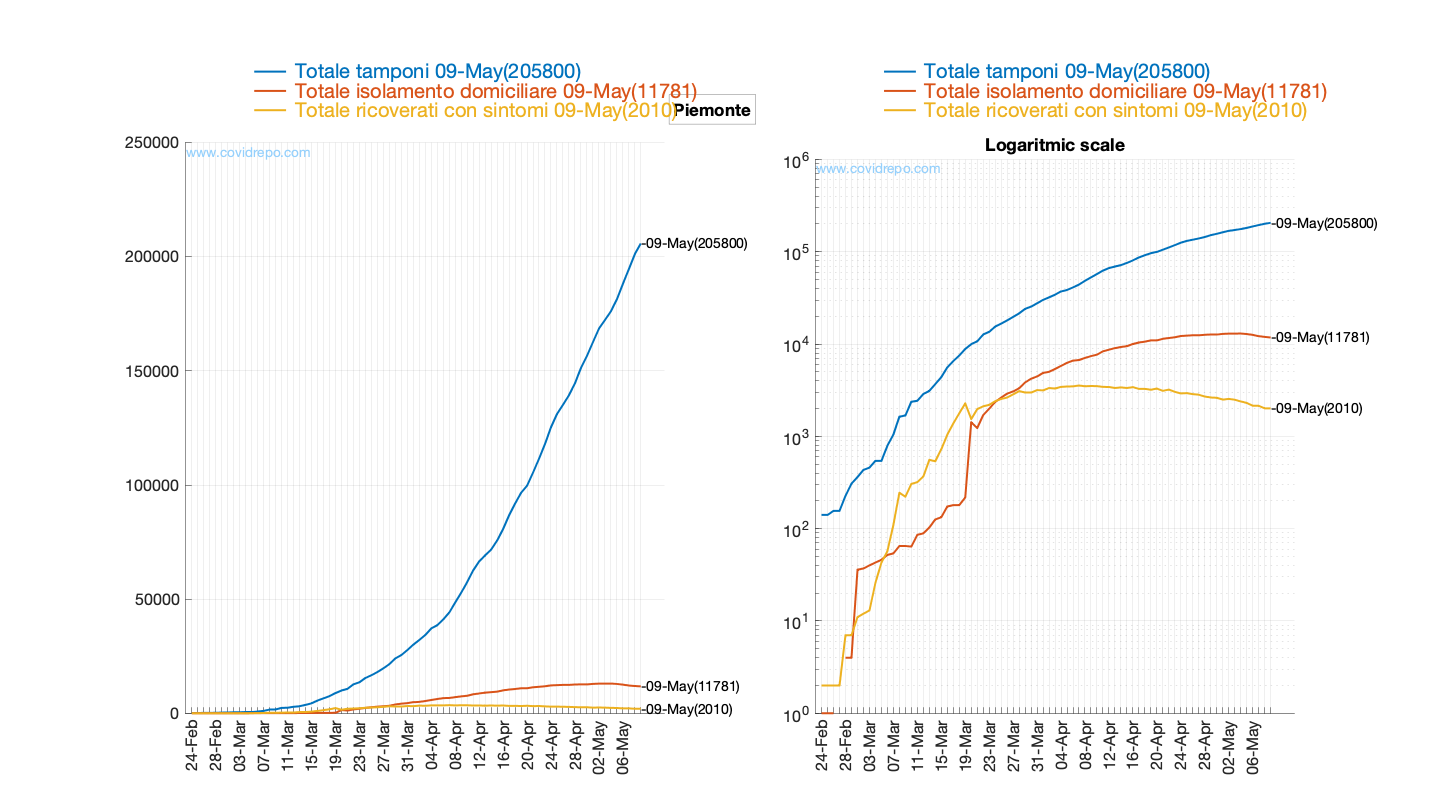 Totale tamponi 09-May(205800)
Totale isolamento domiciliare 09-May(11781)
Totale ricoverati con sintomi 09-May(2010)
Piemonte
www.covidrepo.com
250000
200000
150000
100000
50000
0
-09-May(205800)
-09-May(11781)
-09-May(2010)
24-Feb
28-Feb
03-Mar
07-Mar
11-Mar
15-Mar
19-Mar
23-Mar
27-Mar
31-Mar
04-Apr
08-Apr
12-Apr
16-Apr
20-Apr
24-Apr
28-Apr
02-May
06-May
Totale tamponi 09-May(205800)
Totale isolamento domiciliare 09-May(11781)
Totale ricoverati con sintomi 09-May(2010)
Logaritmic scale
www.covidrepo.com
10^6
10^5
10^4
10^3
10^2
10^1
10^0
-09-May(205800)
-09-May(11781)
-09-May(2010)
24-Feb
28-Feb
03-Mar
07-Mar
11-Mar
15-Mar
19-Mar
23-Mar
27-Mar
31-Mar
04-Apr
08-Apr
12-Apr
16-Apr
20-Apr
24-Apr
28-Apr
02-May
06-May